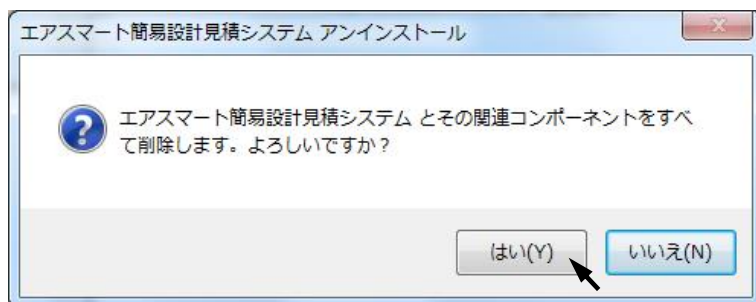 エアスマート簡易設計見積システム アンインストール
エアスマート簡易設計見積システム とその関連コンポーネントをすべ
て削除します。よろしいですか？
はい(Y)
いいえ(N)